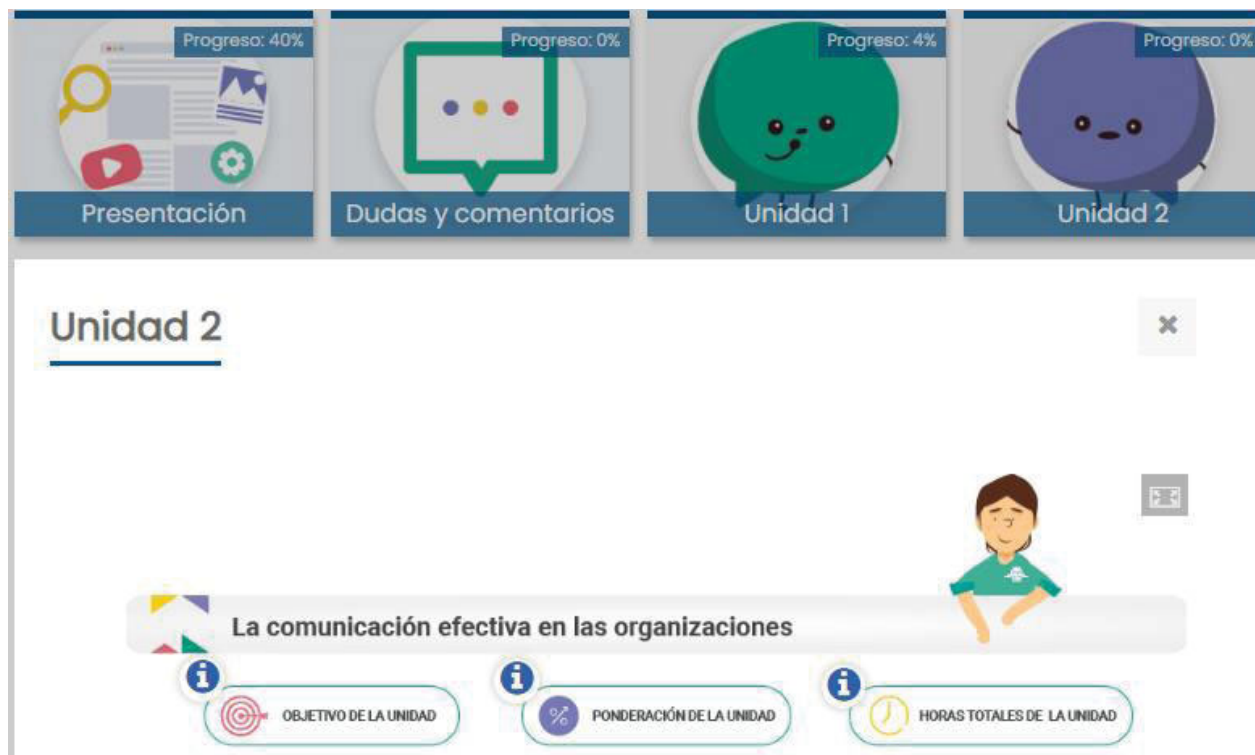 Progreso: 40%
Progreso: 0%
Progreso: 4%
Progreso: 0%
Presentación
Dudas y comentarios
Unidad 1
Unidad 2
Unidad 2
La comunicación efectiva en las organizaciones
OBJETIVO DE LA UNIDAD
PONDERACIÓN DE LA UNIDAD
HORAS TOTALES DE LA UNIDAD